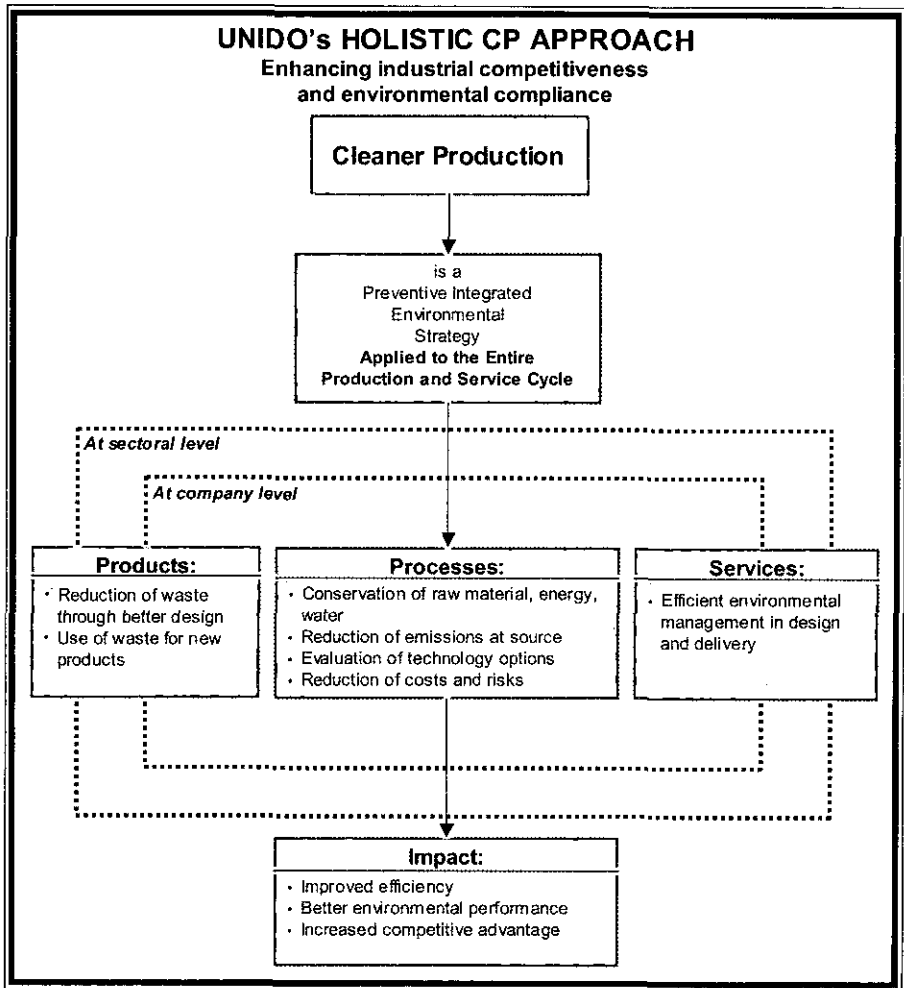 UNIDO's HOLISTIC CP APPROACH
Enhancing industrial competitiveness
and environmental compliance
Cleaner Production
is a
Preventive Integrated
Environmental
Strategy
Applied to the Entire
Production and Service Cycle
At sectoral level
At company level
Products:
· Reduction of waste
through better design
· Use of waste for new
products
Processes:
· Conservation of raw material, energy,
water
· Reduction of emissions at source
· Evaluation of technology options
· Reduction of costs and risks
Services:
· Efficient environmental
management in design
and delivery
Impact:
· Improved efficiency
· Better environmental performance
· Increased competitive advantage